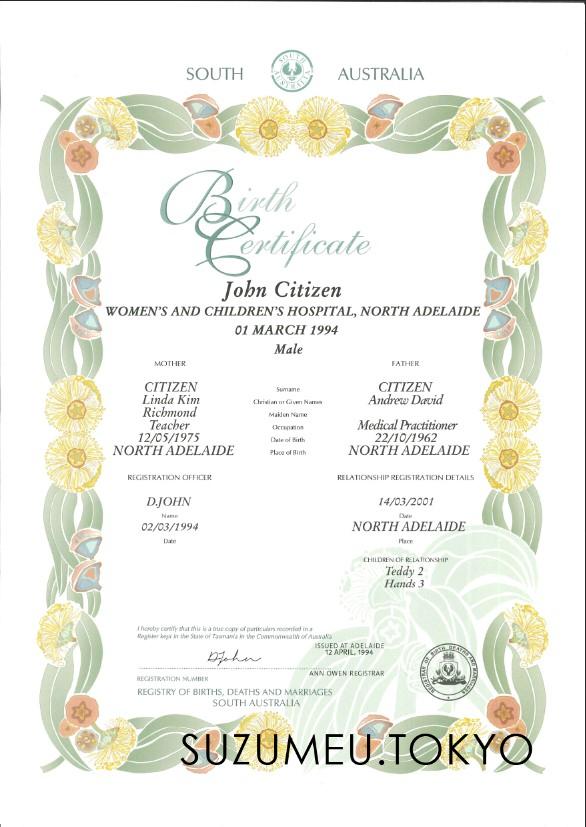 SOUTH AUSTRALIA
SOUTH AUSTRALIA
Birth
Certificate
John Citizen
WOMEN'S AND CHILDREN'S HOSPITAL, NORTH ADELAIDE
01 MARCH 1994
Male
MOTHER FATHER
CITIZEN Surname CITIZEN
Linda Kim Christian or Given Names Andrew David
Richmond Maiden Name
Teacher Occupation Medical Practitioner
12/05/1975 Date of Birth 22/10/1962
NORTH ADELAIDE Place of Birth NORTH ADELAIDE
REGISTRATION OFFICER RELATIONSHIP REGISTRATION DETAILS
D.JOHN 14/03/2001
Name Date
02/03/1994 NORTH ADELAIDE
Date Place
CHILDREN OF RELATIONSHIP
Teddy 2
Hands 3
I hereby certify that this is a true copy of particulars recorded in a
Register kept in the State of Tasmania in the Commonwealth of Australia
DJohn
ISSUED AT ADELAIDE
12 APRIL, 1994
REGISTRATION NUMBER ANN OWEN REGISTRAR
REGISTRY OF BIRTHS, DEATHS AND MARRIAGES
SOUTH AUSTRALIA
SUZUMEU.TOKYO